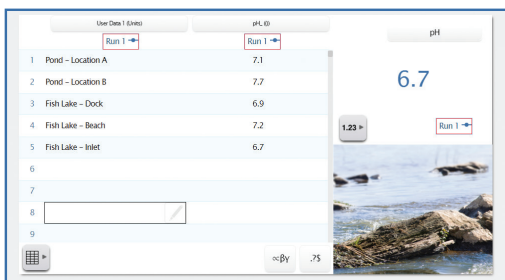 User Data 1 (Units) pH, ()
Run 1 Run 1
1 Pond – Location A 7.1
2 Pond – Location B 7.7
3 Fish Lake – Dock 6.9
4 Fish Lake – Beach 7.2
5 Fish Lake – Inlet 6.7
6
7
8
9
∝βγ .?$
pH
6.7
1.23
Run 1